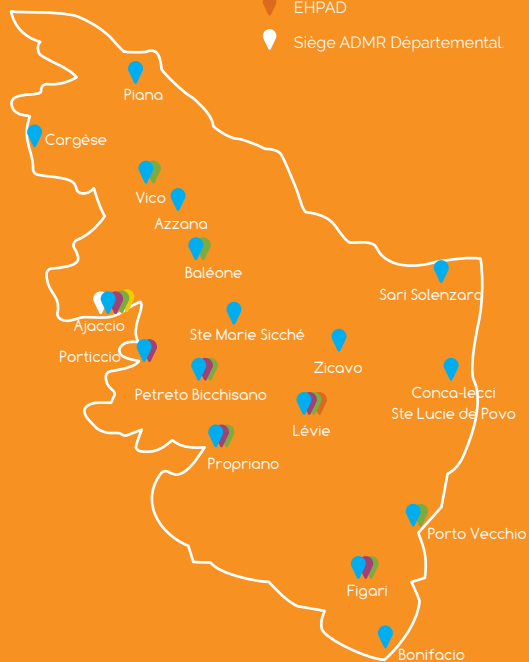 EHPAD
Siège ADMR Départemental
Piana
Cargèse
Vico
Azzana
Baléone
Sari Solenzara
Ajaccio
Ste Marie Sicché
Porticcio
Zicavo
Petreto Bicchisano
Conca-lecci
Ste Lucie de Povo
Lévie
Propriano
Porto Vecchio
Figari
Bonifacio